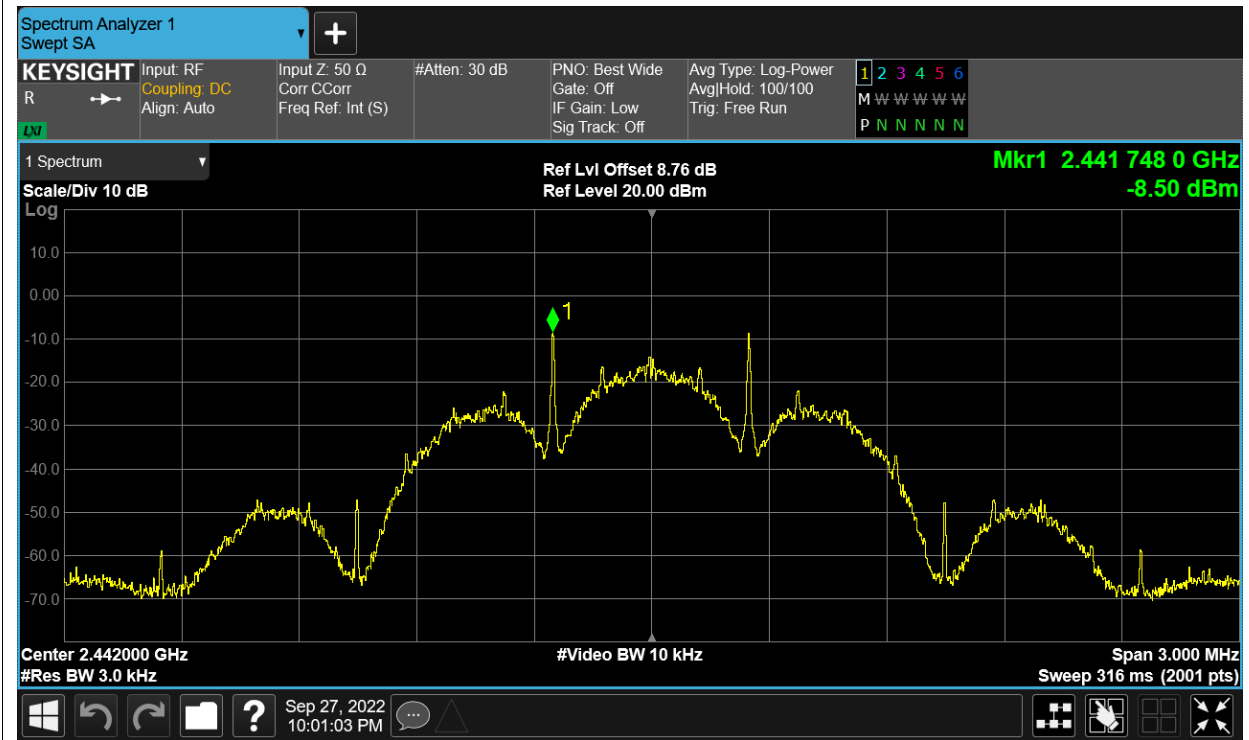 Spectrum Analyzer 1
Swept SA
+
KEYSIGHT
R
LXI
Input: RF
Coupling: DC
Align: Auto
Input Z: 50 Ω
Corr CCorr
Freq Ref: Int (S)
#Atten: 30 dB
PNO: Best Wide
Gate: Off
IF Gain: Low
Sig Track: Off
Avg Type: Log-Power
Avg|Hold: 100/100
Trig: Free Run
1 2 3 4 5 6
M W W W W W
P N N N N N
1 Spectrum
Scale/Div 10 dB
Log
Ref Lvl Offset 8.76 dB
Ref Level 20.00 dBm
Mkr1 2.441 748 0 GHz
-8.50 dBm
1
10.0
0.00
-10.0
-20.0
-30.0
-40.0
-50.0
-60.0
-70.0
Center 2.442000 GHz
#Res BW 3.0 kHz
#Video BW 10 kHz
Span 3.000 MHz
Sweep 316 ms (2001 pts)
?
Sep 27, 2022
10:01:03 PM